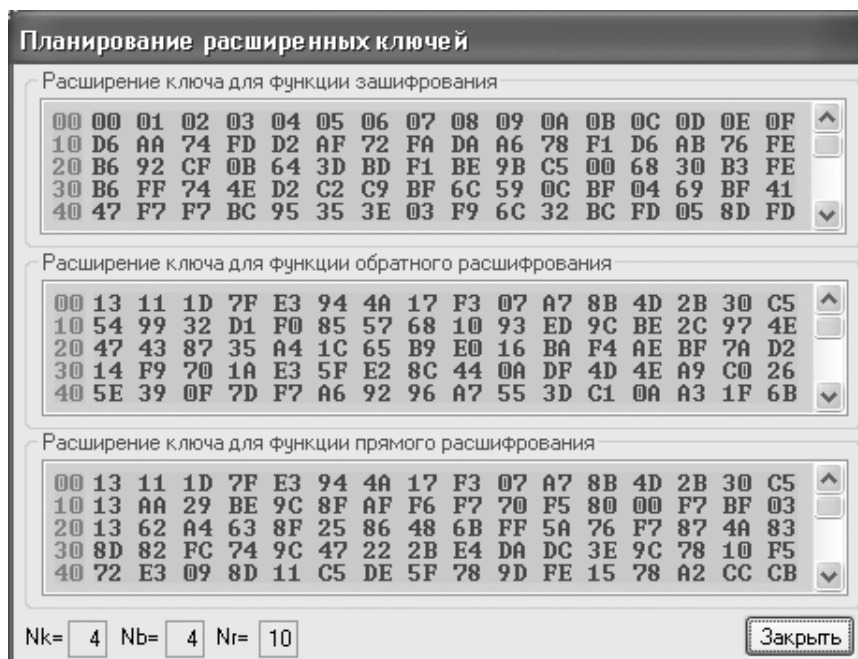 Планирование расширенных ключей
Расширение ключа для функции зашифрования
00 00 01 02 03 04 05 06 07 08 09 0A 0B 0C 0D 0E 0F
10 D6 AA 74 FD D2 AF 72 FA DA A6 78 F1 D6 AB 76 FE
20 B6 92 CF 0B 64 3D BD F1 BE 9B C5 00 68 30 B3 FE
30 B6 FF 74 4E D2 C2 C9 BF 6C 59 0C BF 04 69 BF 41
40 47 F7 F7 BC 95 35 3E 03 F9 6C 32 BC FD 05 8D FD
Расширение ключа для функции обратного расшифрования
00 13 11 1D 7F E3 94 4A 17 F3 07 A7 8B 4D 2B 30 C5
10 54 99 32 D1 F0 85 57 68 10 93 ED 9C BE 2C 97 4E
20 47 43 87 35 A4 1C 65 B9 E0 16 BA F4 AE BF 7A D2
30 14 F9 70 1A E3 5F E2 8C 44 0A DF 4D 4E A9 C0 26
40 5E 39 0F 7D F7 A6 92 96 A7 55 3D C1 0A A3 1F 6B
Расширение ключа для функции прямого расшифрования
00 13 11 1D 7F E3 94 4A 17 F3 07 A7 8B 4D 2B 30 C5
10 13 AA 29 BE 9C 8F AF F6 F7 70 F5 80 00 F7 BF 03
20 13 62 A4 63 8F 25 86 48 6B FF 5A 76 F7 87 4A 83
30 8D 82 FC 74 9C 47 22 2B E4 DA DC 3E 9C 78 10 F5
40 72 E3 09 8D 11 C5 DE 5F 78 9D FE 15 78 A2 CC CB
Nk= 4 Nb= 4 Nr= 10 Закрыть